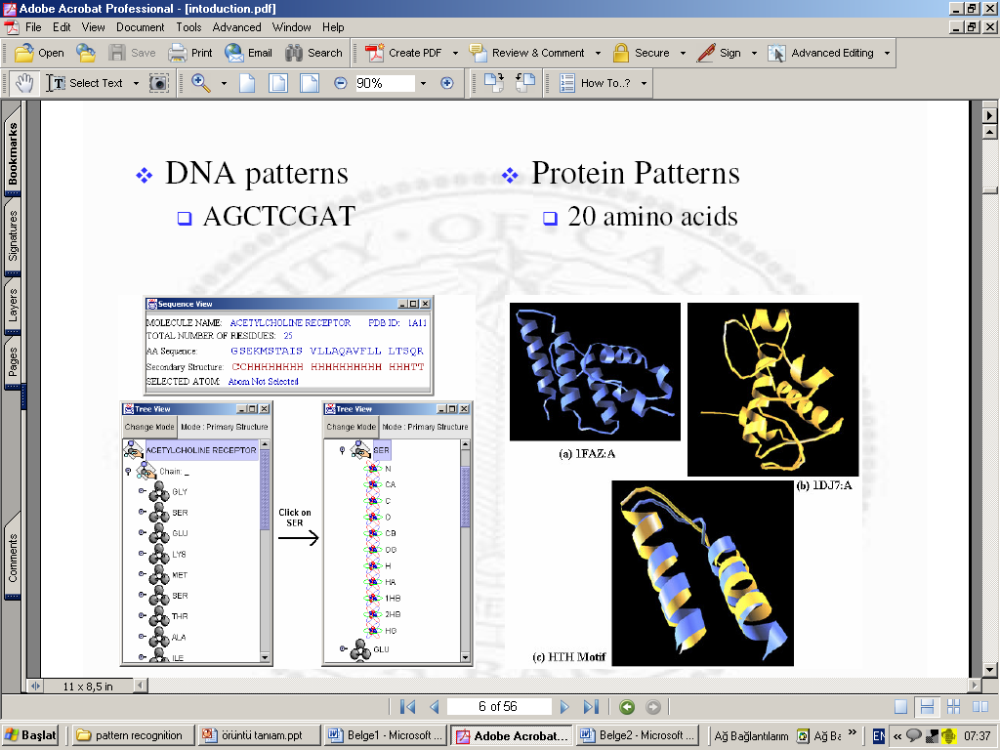 Adobe Acrobat Professional - [intoduction.pdf]
File Edit View Document Tools Advanced Window Help
Open Save Print Email Search Create PDF Review & Comment Secure Sign Advanced Editing
Select Text 90% How To..?
Bookmarks
Signatures
Layers
Pages
Comments
DNA patterns
AGCTCGAT
Protein Patterns
20 amino acids
Sequence View
MOLECULE NAME: ACETYLCHOLINE RECEPTOR PDB ID: 1A11
TOTAL NUMBER OF RESIDUES: 25
AA Sequence: GSEKMSTAIS VLLAQAVFLL LTSQR
Secondary Structure: CCHHHHHHHH HHHHHHHHHH HHHTT
SELECTED ATOM: Atom Not Selected
Tree View
Change Mode Mode : Primary Structure
ACETYLCHOLINE RECEPTOR
Chain: _
GLY
SER
GLU
LYS
MET
SER
THR
ALA
ILE
Click on
SER
Tree View
Change Mode Mode : Primary Structure
SER
N
CA
C
O
CB
OG
H
HA
1HB
2HB
HG
GLU
(a) 1FAZ:A
(b) 1DJ7:A
(c) HTH Motif
11 x 8,5 in
6 of 56
Başlat pattern recognition örüntü tanıam.ppt Belge1 - Microsoft ... Adobe Acrobat... Belge2 - Microsoft ... Ağ Bağlantılarım Ağ Ba » EN « 07:37